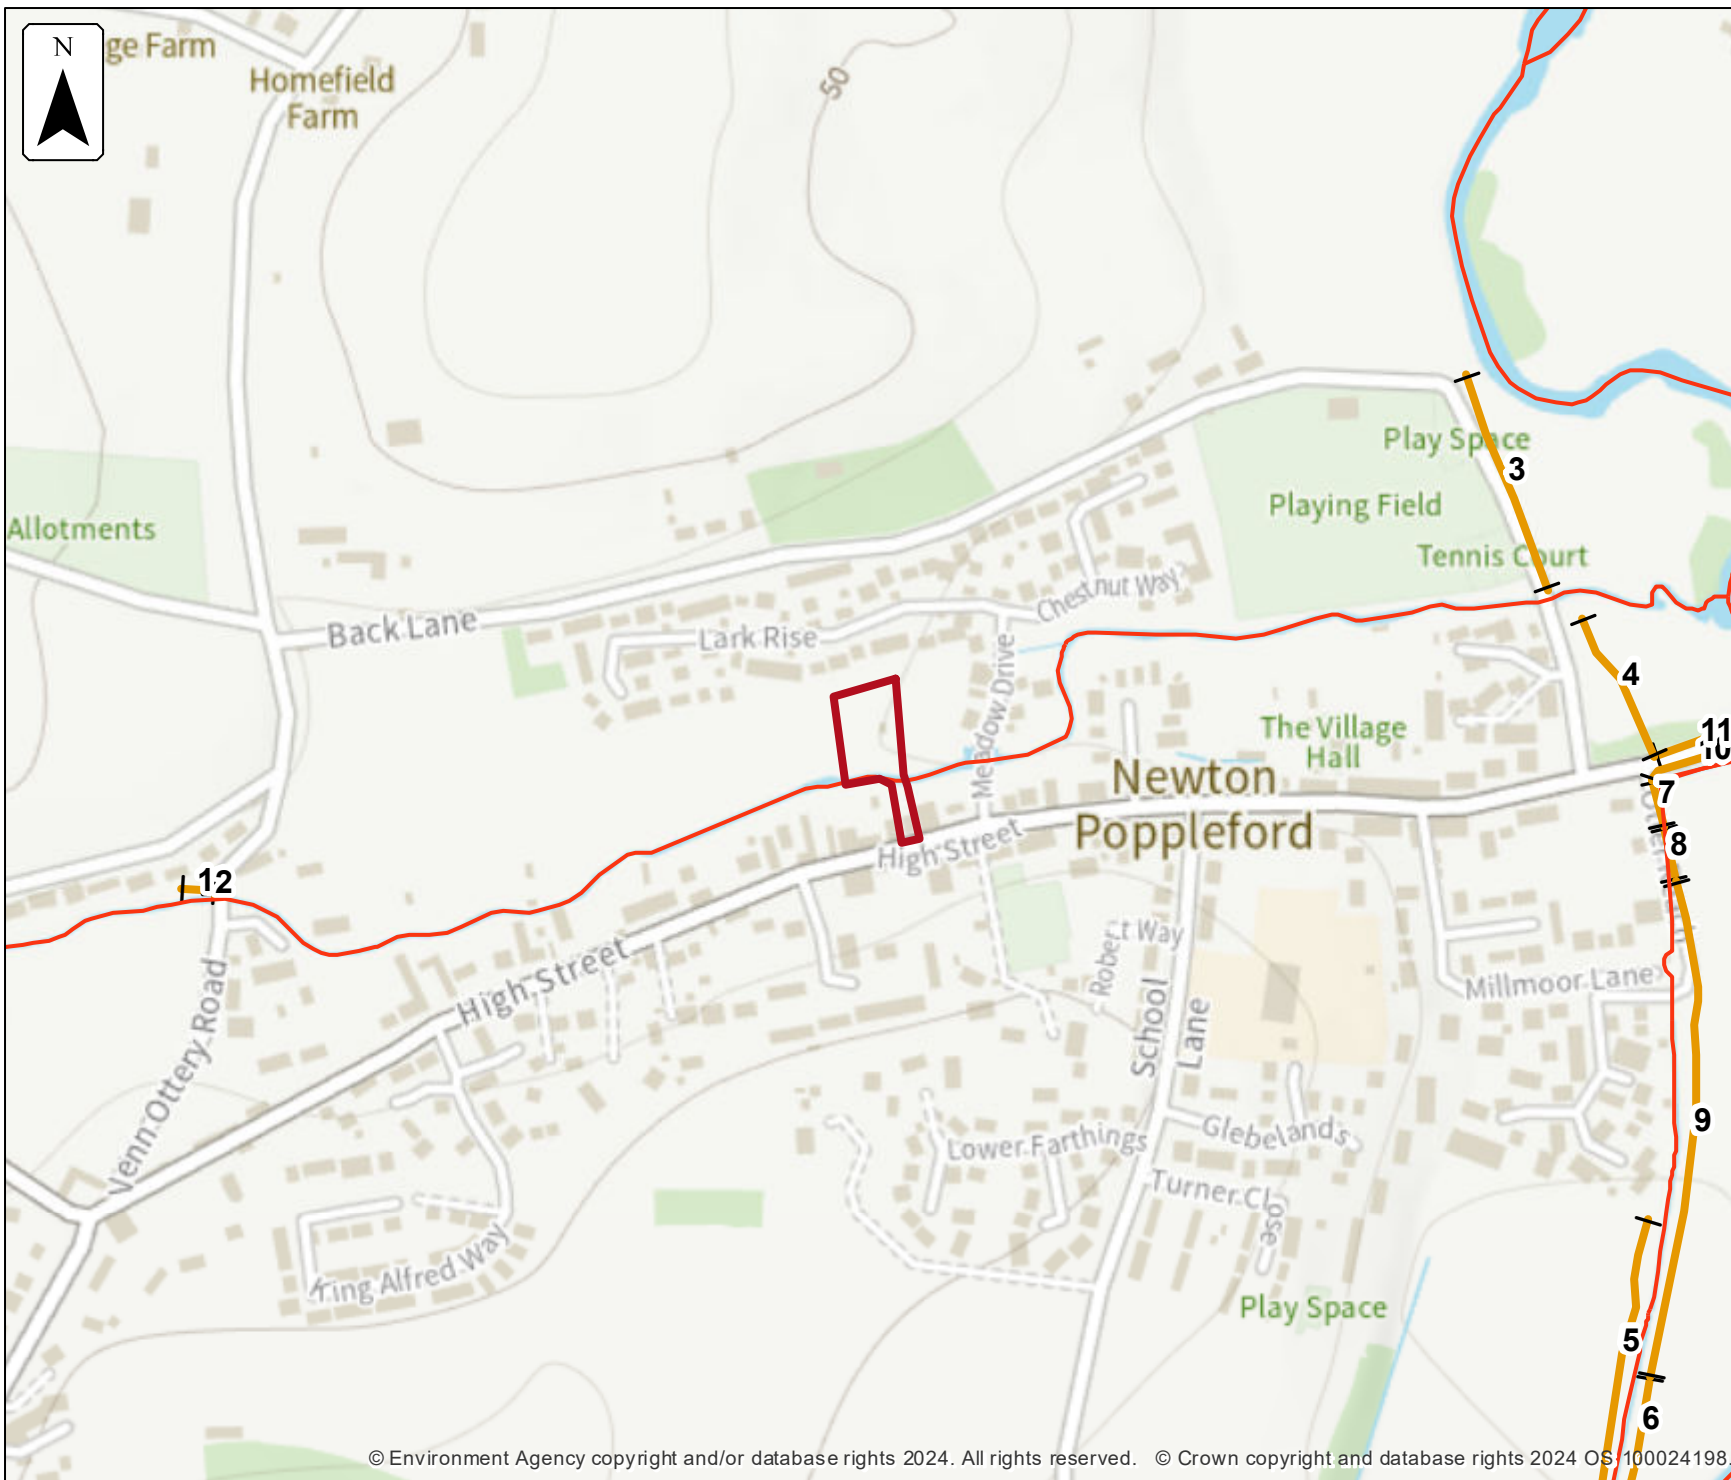 N
ge Farm
Homefield
Farm
50
Allotments
Back Lane
Lark Rise
Chestnut Way
Meadow Drive
Play Space
3
Playing Field
Tennis Court
4
The Village
Hall
11
10
Newton
Poppleford
7
8
High Street
12
Robert Way
School
Lane
Millmoor Lane
High Street
Venn Ottery Road
9
Lower Farthings
Glebelands
Turner Close
King Alfred Way
Play Space
5
6
© Environment Agency copyright and/or database rights 2024. All rights reserved. © Crown copyright and database rights 2024 OS 100024198.